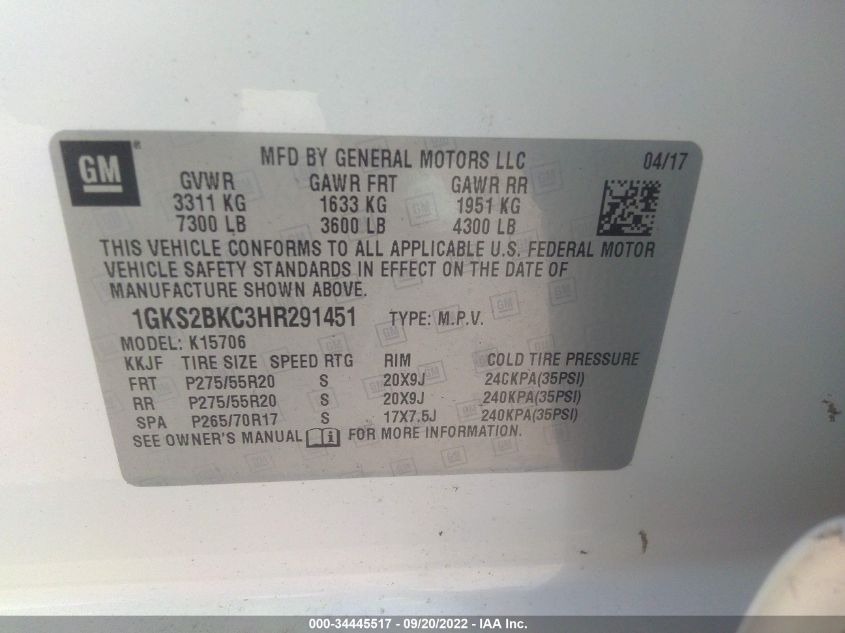 GM
MFD BY GENERAL MOTORS LLC 04/17
GVWR GAWR FRT GAWR RR
3311 KG 1633 KG 1951 KG
7300 LB 3600 LB 4300 LB
THIS VEHICLE CONFORMS TO ALL APPLICABLE U.S. FEDERAL MOTOR
VEHICLE SAFETY STANDARDS IN EFFECT ON THE DATE OF
MANUFACTURE SHOWN ABOVE.
1GKS2BKC3HR291451 TYPE: M.P.V.
MODEL: K15706
KKJF TIRE SIZE SPEED RTG RIM COLD TIRE PRESSURE
FRT P275/55R20 S 20X9J 24CKPA(35PSI)
RR P275/55R20 S 20X9J 240KPA(35PSI)
SPA P265/70R17 S 17X7.5J 240KPA(35PSI)
SEE OWNER'S MANUAL i FOR MORE INFORMATION.
000-34445517 - 09/20/2022 - IAA Inc.